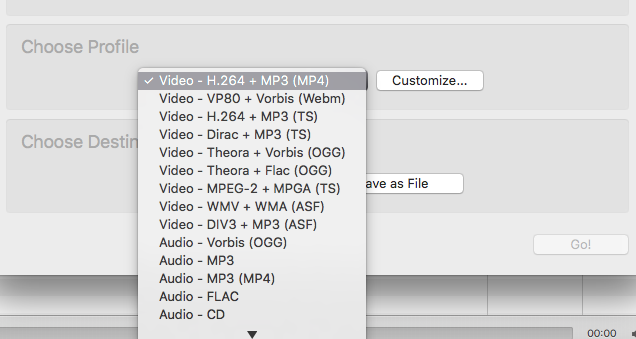 Choose Profile
✓ Video - H.264 + MP3 (MP4)
Customize...
Video - VP80 + Vorbis (Webm)
Video - H.264 + MP3 (TS)
Video - Dirac + MP3 (TS)
Choose Destin
Video - Theora + Vorbis (OGG)
Video - Theora + Flac (OGG)
Video - MPEG-2 + MPGA (TS)
ave as File
Video - WMV + WMA (ASF)
Video - DIV3 + MP3 (ASF)
Audio - Vorbis (OGG)
Go!
Audio - MP3
Audio - MP3 (MP4)
Audio - FLAC
Audio - CD
00:00